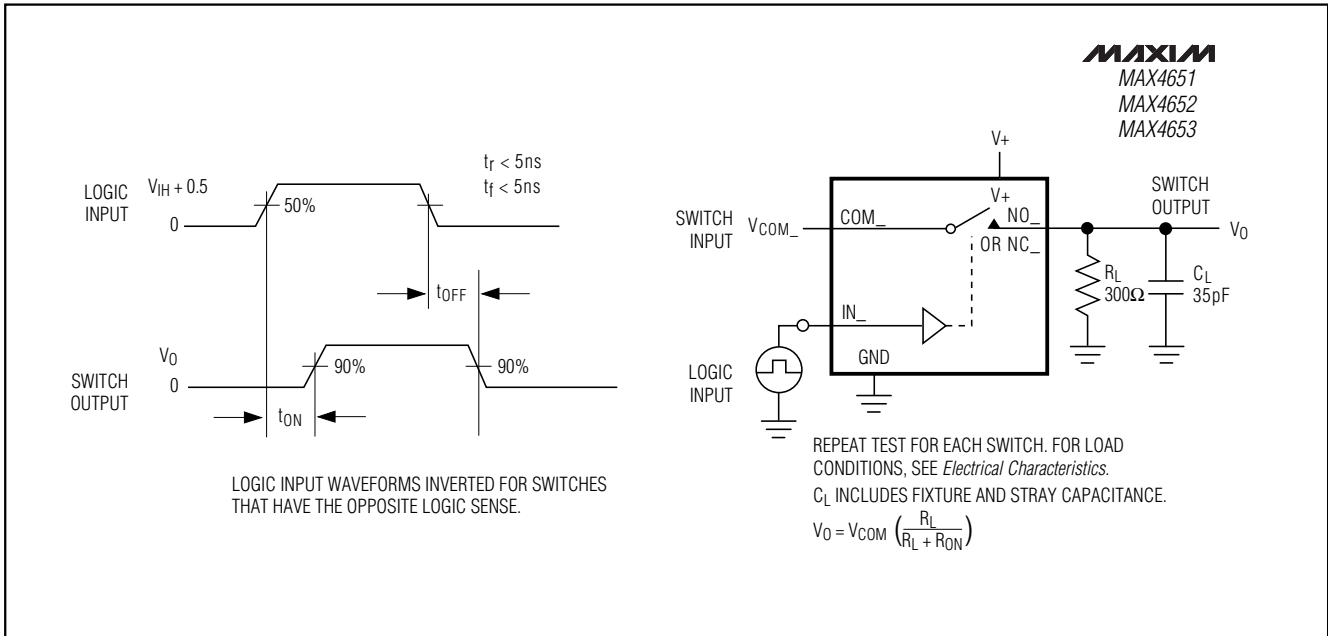 MAXIM
MAX4651
MAX4652
MAX4653
LOGIC
INPUT
VIH + 0.5
0
50%
tr < 5ns
tf < 5ns
tOFF
VO
0
SWITCH
OUTPUT
90%
90%
tON
LOGIC INPUT WAVEFORMS INVERTED FOR SWITCHES
THAT HAVE THE OPPOSITE LOGIC SENSE.
V+
V+
SWITCH
INPUT
VCOM_
COM_
NO_
OR NC_
SWITCH
OUTPUT
VO
RL
300Ω
CL
35pF
IN_
GND
LOGIC
INPUT
REPEAT TEST FOR EACH SWITCH. FOR LOAD
CONDITIONS, SEE Electrical Characteristics.
CL INCLUDES FIXTURE AND STRAY CAPACITANCE.
VO = VCOM (RL / RL + RON)